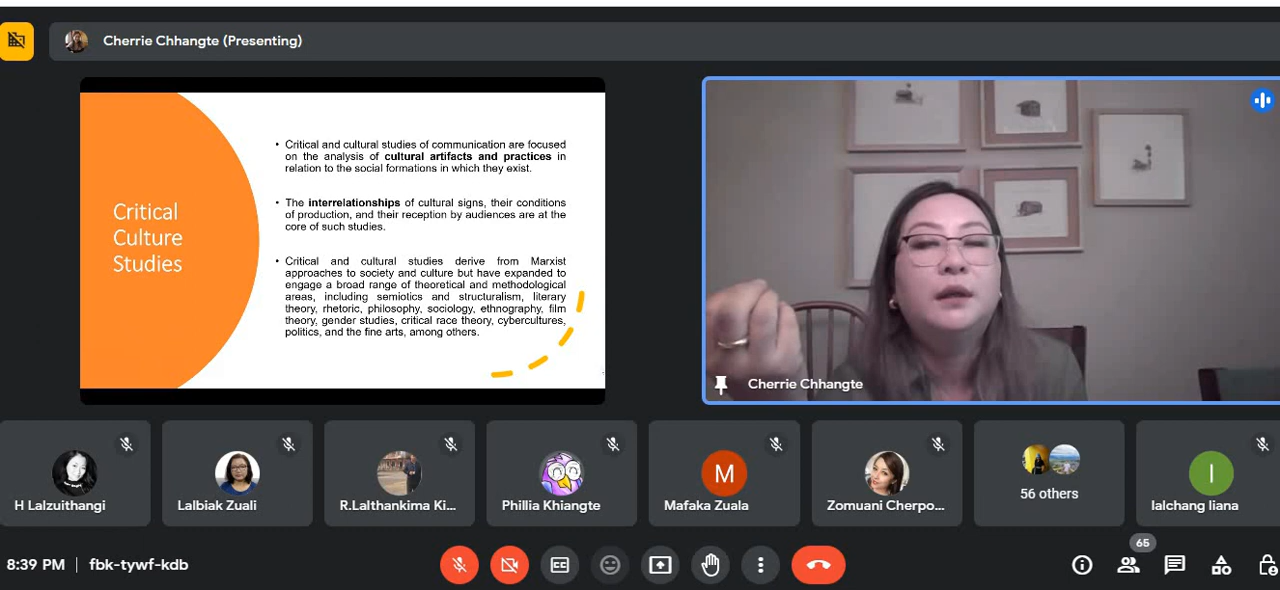 Cherrie Chhangte (Presenting)
Critical
Culture
Studies
• Critical and cultural studies of communication are focused
on the analysis of cultural artifacts and practices in
relation to the social formations in which they exist.
• The interrelationships of cultural signs, their conditions
of production, and their reception by audiences are at the
core of such studies.
• Critical and cultural studies derive from Marxist
approaches to society and culture but have expanded to
engage a broad range of theoretical and methodological
areas, including semiotics and structuralism, literary
theory, rhetoric, philosophy, sociology, ethnography, film
theory, gender studies, critical race theory, cybercultures,
politics, and the fine arts, among others.
Cherrie Chhangte
H Lalzuithangi
Lalbiak Zuali
R.Lalthankima Ki...
Phillia Khiangte
M
Mafaka Zuala
Zomuani Cherpo...
56 others
l
lalchang liana
65
8:39 PM | fbk-tywf-kdb
CC